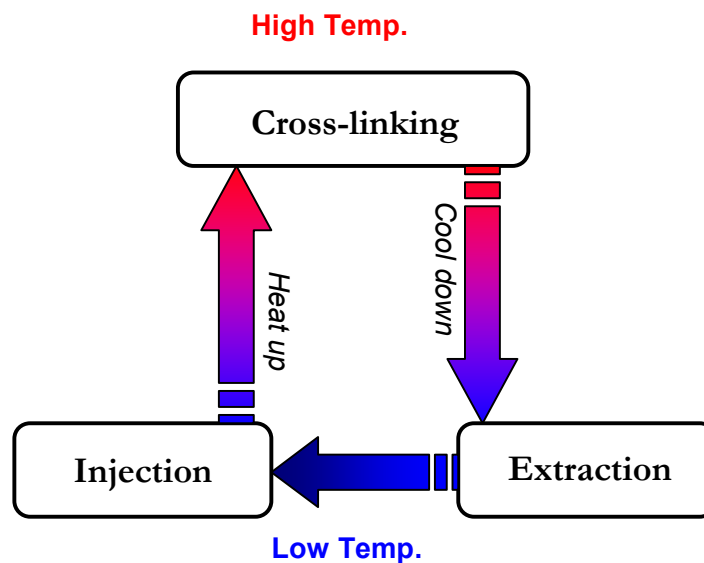 High Temp.
Cross-linking
Heat up
Cool down
Injection
Extraction
Low Temp.